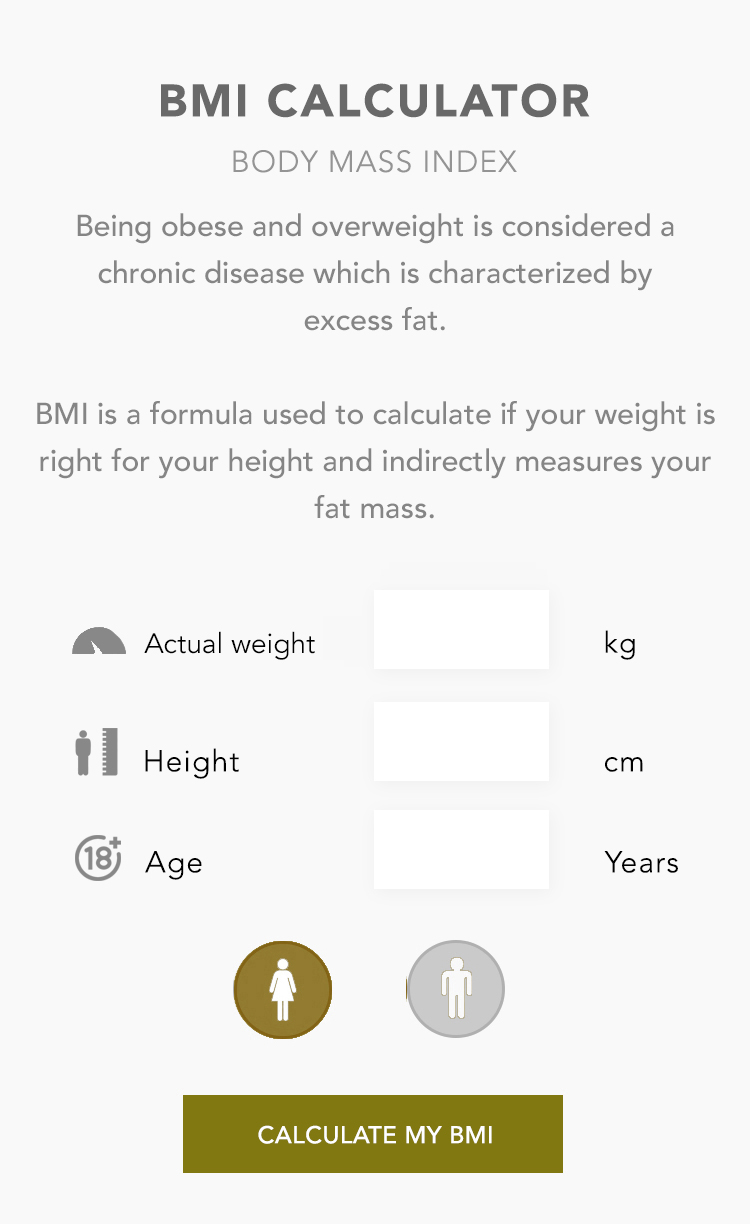 BMI CALCULATOR
BODY MASS INDEX
Being obese and overweight is considered a
chronic disease which is characterized by
excess fat.
BMI is a formula used to calculate if your weight is
right for your height and indirectly measures your
fat mass.
Actual weight kg
Height cm
18+ Age Years
CALCULATE MY BMI